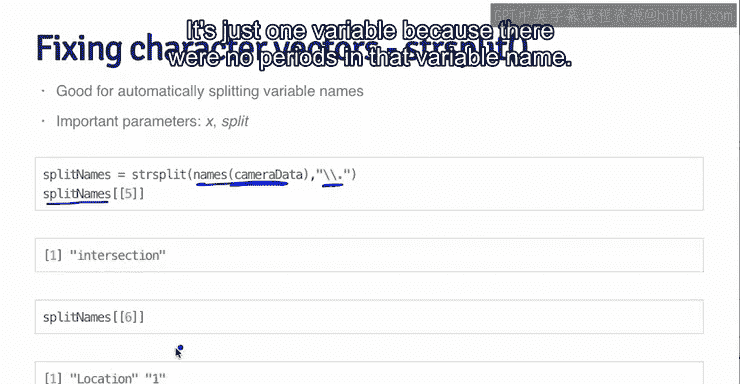 It's just one variable because there
were no periods in that variable name.
Fixing character vectors - strsplit()
· Good for automatically splitting variable names
· Important parameters: x, split
splitNames = strsplit(names(cameraData),"\\.")
splitNames[[5]]
[1] "intersection"
splitNames[[6]]
[1] "Location" "1"